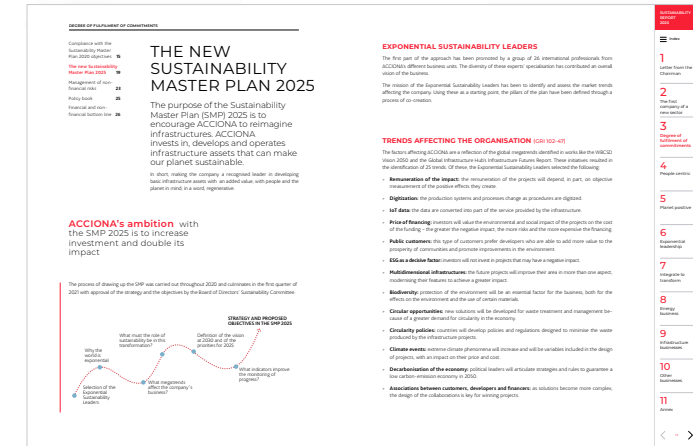 DEGREE OF FULFILMENT OF COMMITMENTS
Compliance with the
Sustainability Master
Plan 2020 objectives 15
The new Sustainability
Master Plan 2025 19
Management of non-
financial risks 23
Policy book 25
Financial and non-
financial bottom line 26
THE NEW
SUSTAINABILITY
MASTER PLAN 2025
The purpose of the Sustainability
Master Plan (SMP) 2025 is to
encourage ACCIONA to reimagine
infrastructures. ACCIONA
invests in, develops and operates
infrastructure assets that can make
our planet sustainable.
In short, making the company a recognised leader in developing
basic infrastructure assets with an added value, with people and the
planet in mind, in a word, regenerative.
ACCIONA's ambition with
the SMP 2025 is to increase
investment and double its
impact
The process of drawing up the SMP was carried out throughout 2020 and culminates in the first quarter of
2021 with approval of the strategy and the objectives by the Board of Directors' Sustainability Committee.
STRATEGY AND PROPOSED
OBJECTIVES IN THE SMP 2025
What must the role of
sustainability be in this
transformation?
Definition of the vision
at 2030 and of the
priorities for 2025
Why the
world is
exponential
What indicators improve
the monitoring of
progress?
What megatrends
affect the company's
business?
Selection of the
Exponential
Sustainability
Leaders
EXPONENTIAL SUSTAINABILITY LEADERS
The first part of the approach has been promoted by a group of 26 international professionals from
ACCIONA's different business units. The diversity of these experts' specialisation has contributed an overall
vision of the business.
The mission of the Exponential Sustainability Leaders has been to identify and assess the market trends
affecting the company. Using these as a starting point, the pillars of the plan have been defined through a
process of co-creation.
TRENDS AFFECTING THE ORGANISATION (GRI 102-47)
The factors affecting ACCIONA are a reflection of the global megatrends identified in works like the WBCSD
Vision 2050 and the Global Infrastructure Hub's Infrastructure Futures Report. These initiatives resulted in
the identification of 25 trends. Of these, the Exponential Sustainability Leaders selected the following:
• Remuneration of the impact: the remuneration of the projects will depend, in part, on objective
measurement of the positive effects they create.
• Digitization: the production systems and processes change as procedures are digitized.
• IoT data: the data are converted into part of the service provided by the infrastructure.
• Price of financing: investors will value the environmental and social impact of the projects on the cost
of the funding – the greater the negative impact, the more risks and the more expensive the financing.
• Public customers: this type of customers prefer developers who are able to add more value to the
prosperity of communities and promote improvements in the environment.
• ESG as a decisive factor: investors will not invest in projects that may have a negative impact.
• Multidimensional infrastructures: the future projects will improve their area in more than one aspect,
modernising their features to achieve a greater impact.
• Biodiversity: protection of the environment will be an essential factor for the business, both for the
effects on the environment and the use of certain materials.
• Circular opportunities: new solutions will be developed for waste treatment and management be-
cause of a greater demand for circularity in the economy.
• Circularity policies: countries will develop policies and regulations designed to minimise the waste
produced by the infrastructure projects.
• Climate events: extreme climate phenomena will increase and will be variables included in the design
of projects, with an impact on their price and cost.
• Decarbonisation of the economy: political leaders will articulate strategies and rules to guarantee a
low carbon-emission economy in 2050.
• Associations between customers, developers and financers: as solutions become more complex,
the design of the collaborations is key for winning projects.
SUSTAINABILITY
REPORT
2020
Index
1
Letter from the
Chairman
2
The first
company of a
new sector
3
Degree of
fulfilment of
commitments
4
People centric
5
Planet positive
6
Exponential
leadership
7
Integrate to
transform
8
Energy
business
9
Infrastructure
businesses
10
Other
businesses
11
Annex